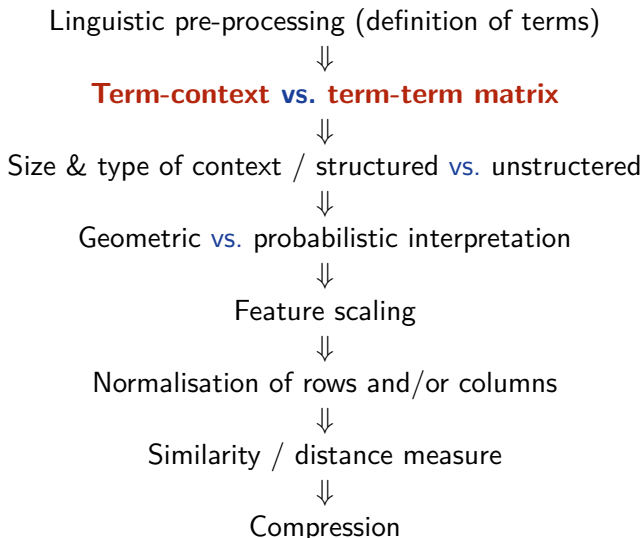 Linguistic pre-processing (definition of terms)
⇓
Term-context vs. term-term matrix
⇓
Size & type of context / structured vs. unstructered
⇓
Geometric vs. probabilistic interpretation
⇓
Feature scaling
⇓
Normalisation of rows and/or columns
⇓
Similarity / distance measure
⇓
Compression